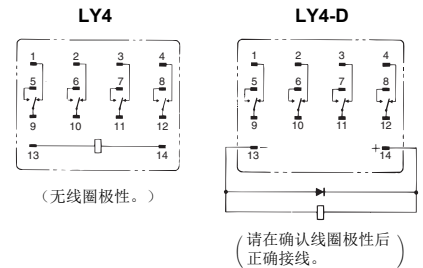 LY4
LY4-D
1 2 3 4
5 6 7 8
9 10 11 12
13 14
（无线圈极性。）
1 2 3 4
5 6 7 8
9 10 11 12
13 + 14
（请在确认线圈极性后
正确接线。）